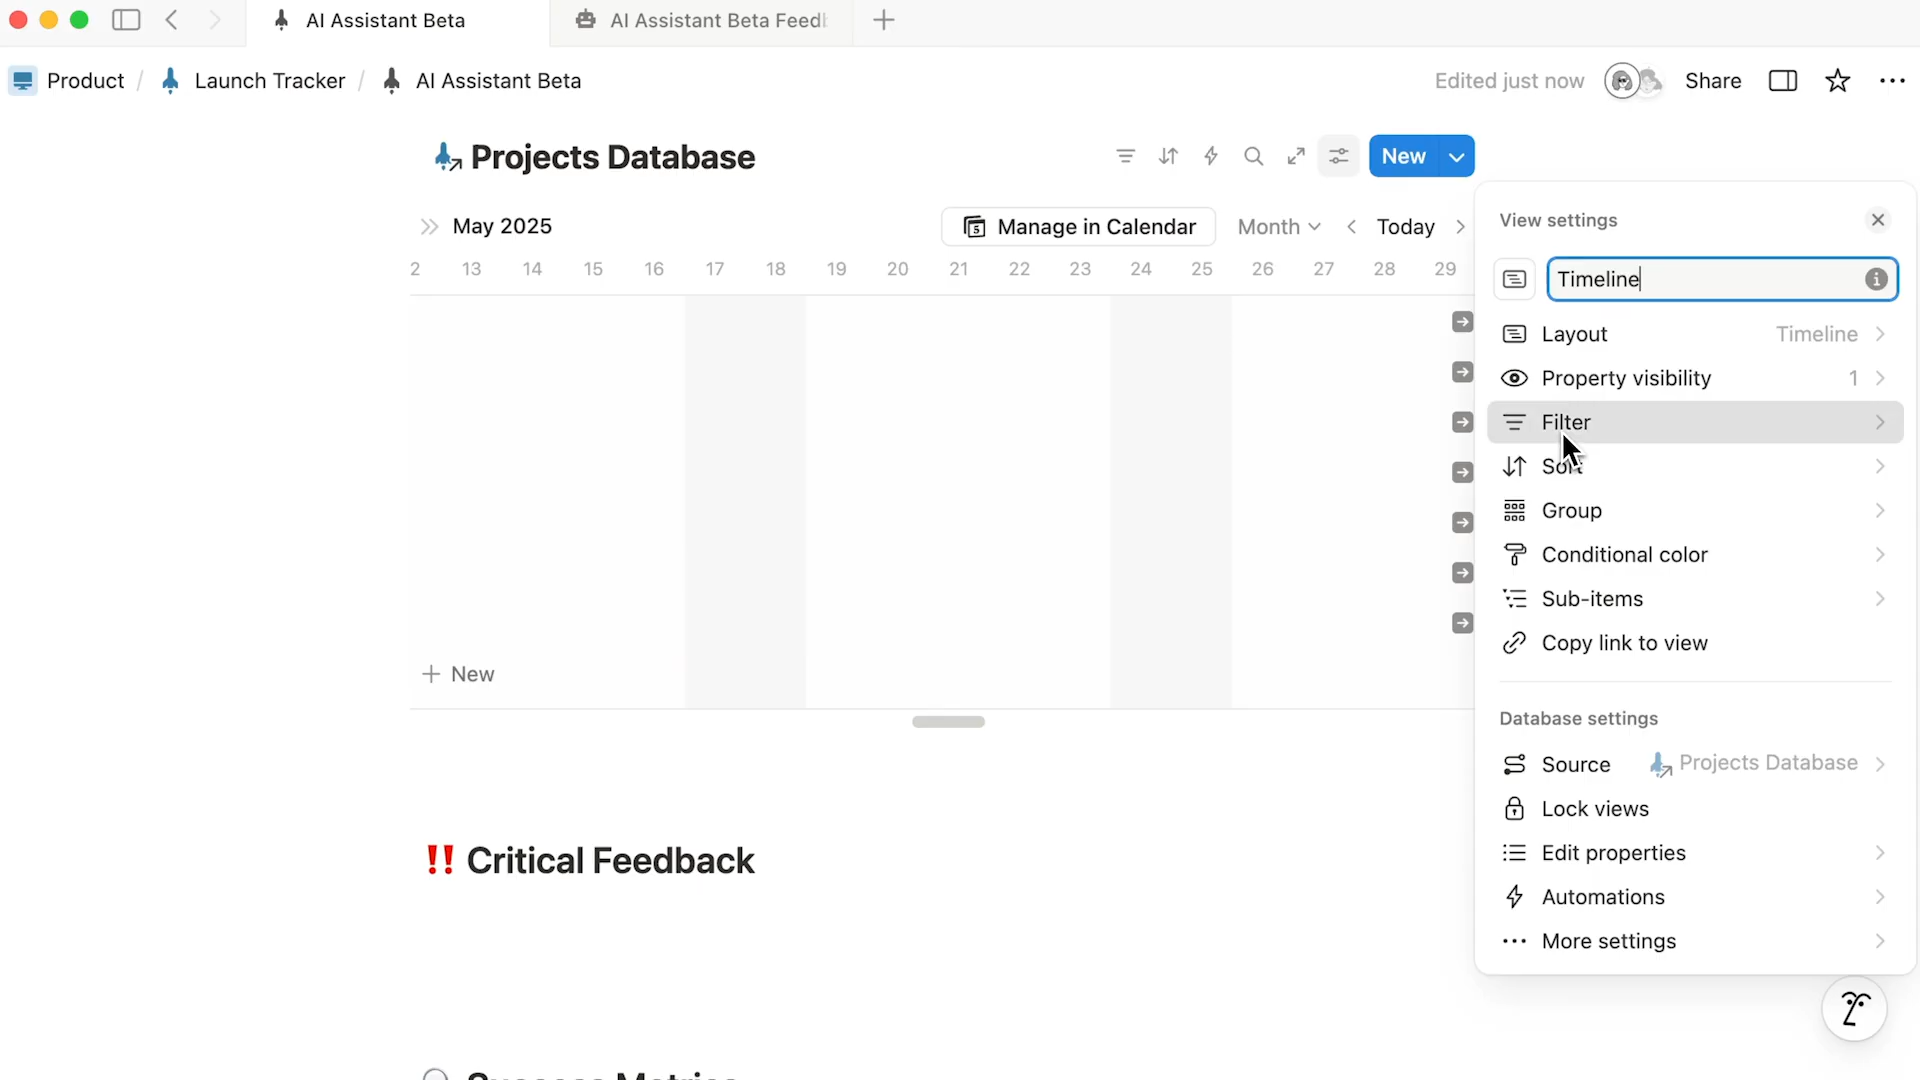 AI Assistant Beta
AI Assistant Beta Feed
Product / Launch Tracker / AI Assistant Beta
Edited just now
Share
Projects Database
New
May 2025
Manage in Calendar
5
Month
Today
2 13 14 15 16 17 18 19 20 21 22 23 24 25 26 27 28 29
+ New
!! Critical Feedback
View settings
Timeline
Layout Timeline
Property visibility 1
Filter
Sort
Group
Conditional color
Sub-items
Copy link to view
Database settings
Source Projects Database
Lock views
Edit properties
Automations
More settings